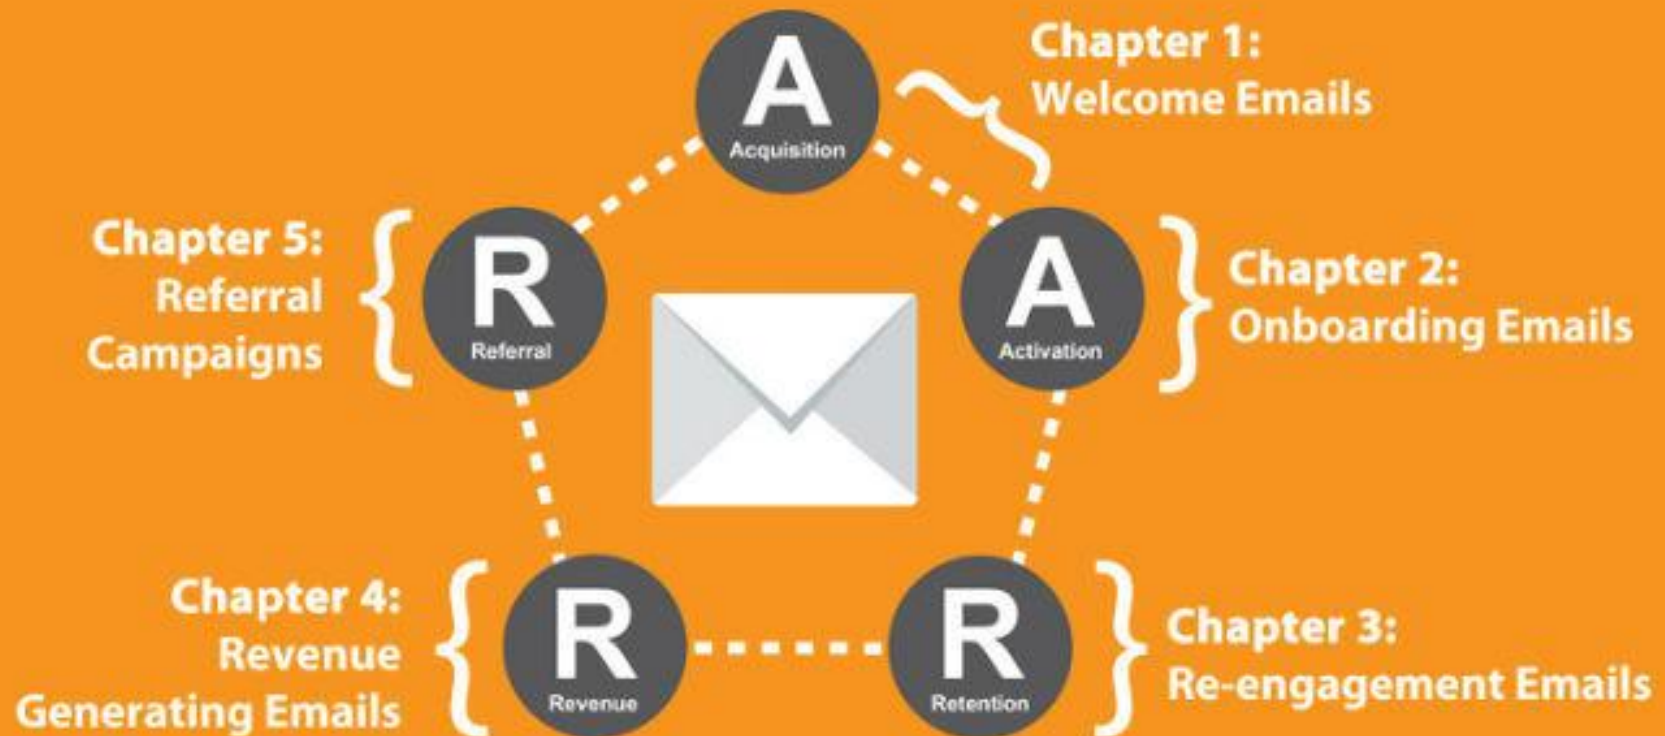 A
Acquisition
Chapter 1:
Welcome Emails
A
Activation
Chapter 2:
Onboarding Emails
R
Retention
Chapter 3:
Re-engagement Emails
R
Revenue
Chapter 4:
Revenue
Generating Emails
R
Referral
Chapter 5:
Referral
Campaigns